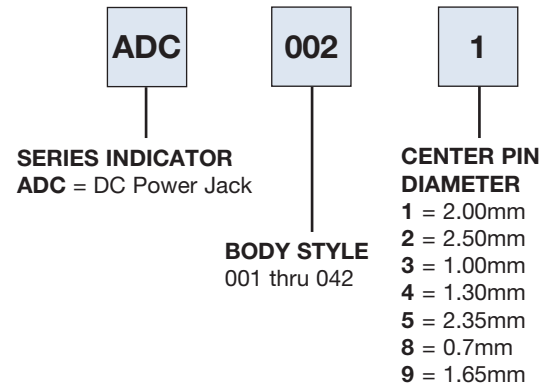 ADC
002
1
SERIES INDICATOR
ADC = DC Power Jack
BODY STYLE
001 thru 042
CENTER PIN
DIAMETER
1 = 2.00mm
2 = 2.50mm
3 = 1.00mm
4 = 1.30mm
5 = 2.35mm
8 = 0.7mm
9 = 1.65mm